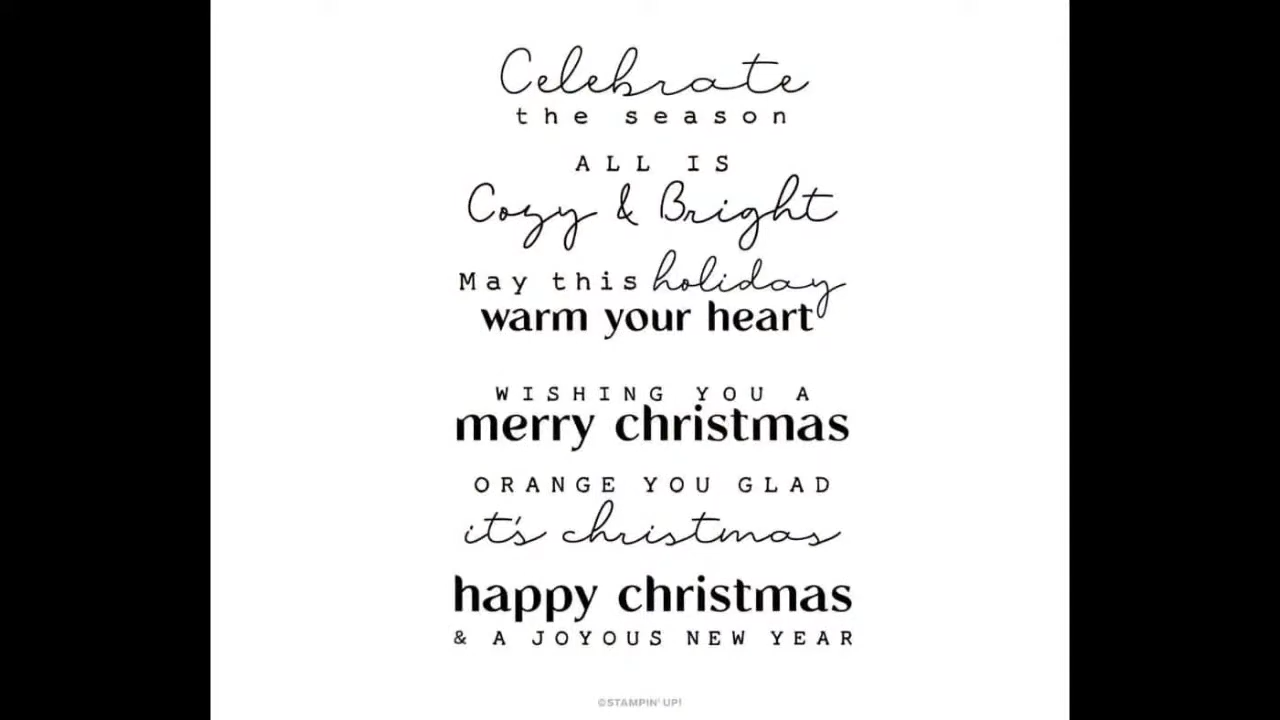 Celebrate
the season
ALL IS
Cozy & Bright
May this holiday
warm your heart
WISHING YOU A
merry christmas
ORANGE YOU GLAD
it's christmas
happy christmas
& A JOYOUS NEW YEAR
©STAMPIN' UP!